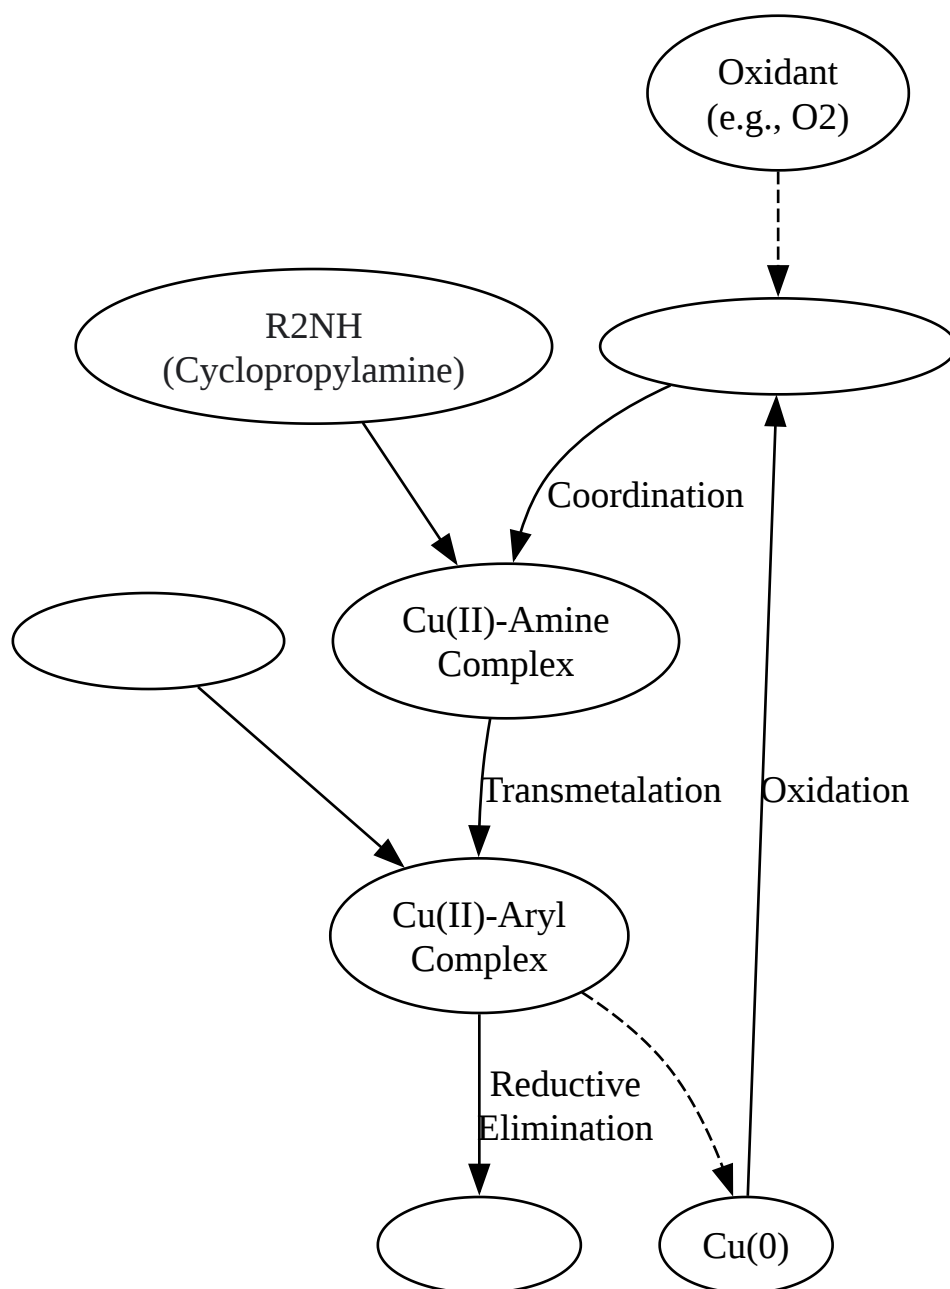 Oxidant
(e.g., O2)
R2NH
(Cyclopropylamine)
Coordination
Cu(II)-Amine
Complex
Transmetalation
Oxidation
Cu(II)-Aryl
Complex
Reductive
Elimination
Cu(0)